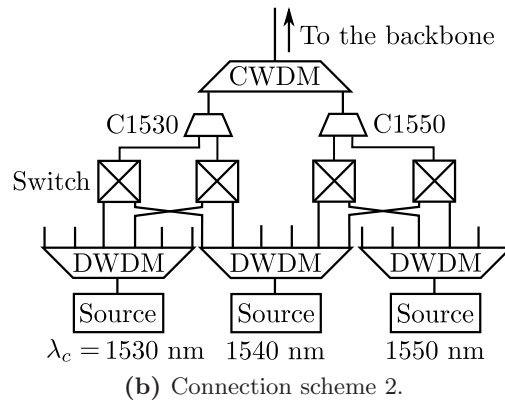 To the backbone
CWDM
C1530
C1550
Switch
DWDM DWDM DWDM
Source Source Source
λc = 1530 nm 1540 nm 1550 nm
(b) Connection scheme 2.